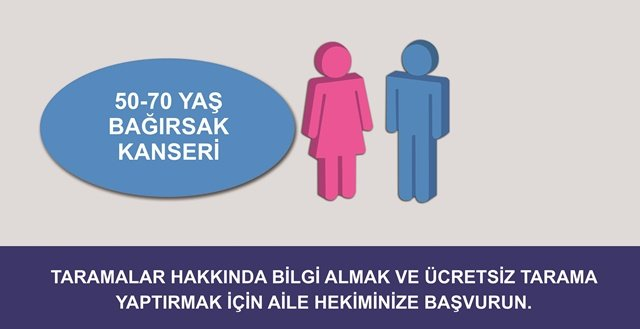 50-70 YAŞ
BAĞIRSAK
KANSERİ
TARAMALAR HAKKINDA BİLGİ ALMAK VE ÜCRETSİZ TARAMA
YAPTIRMAK İÇİN AİLE HEKİMİNİZE BAŞVURUN.